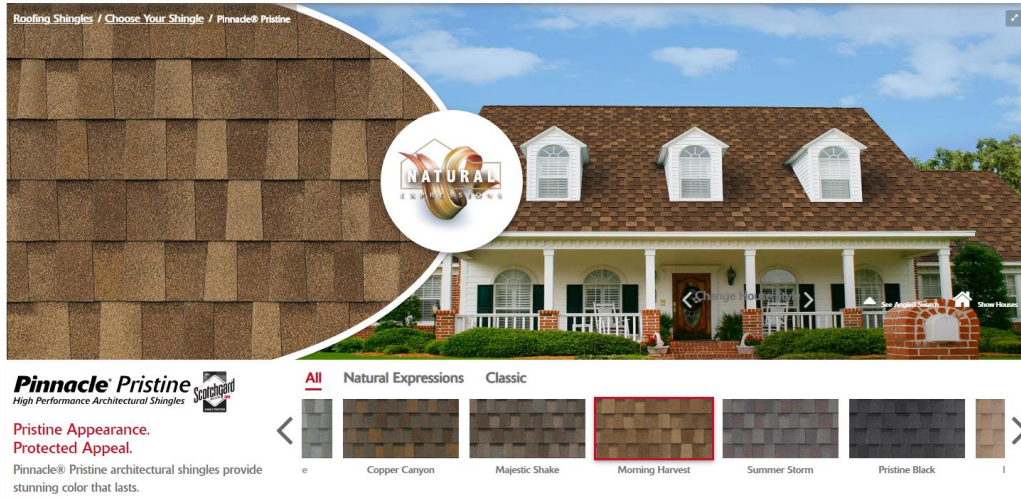 Roofing Shingles / Choose Your Shingle / Pinnacle® Pristine
NATURAL
EXPRESSIONS
Change House Style
See Angled Swatch
Show Houses
Pinnacle® Pristine
High Performance Architectural Shingles
Scotchgard
Pristine Appearance.
Protected Appeal.
Pinnacle® Pristine architectural shingles provide
stunning color that lasts.
All Natural Expressions Classic
e Copper Canyon Majestic Shake Morning Harvest Summer Storm Pristine Black